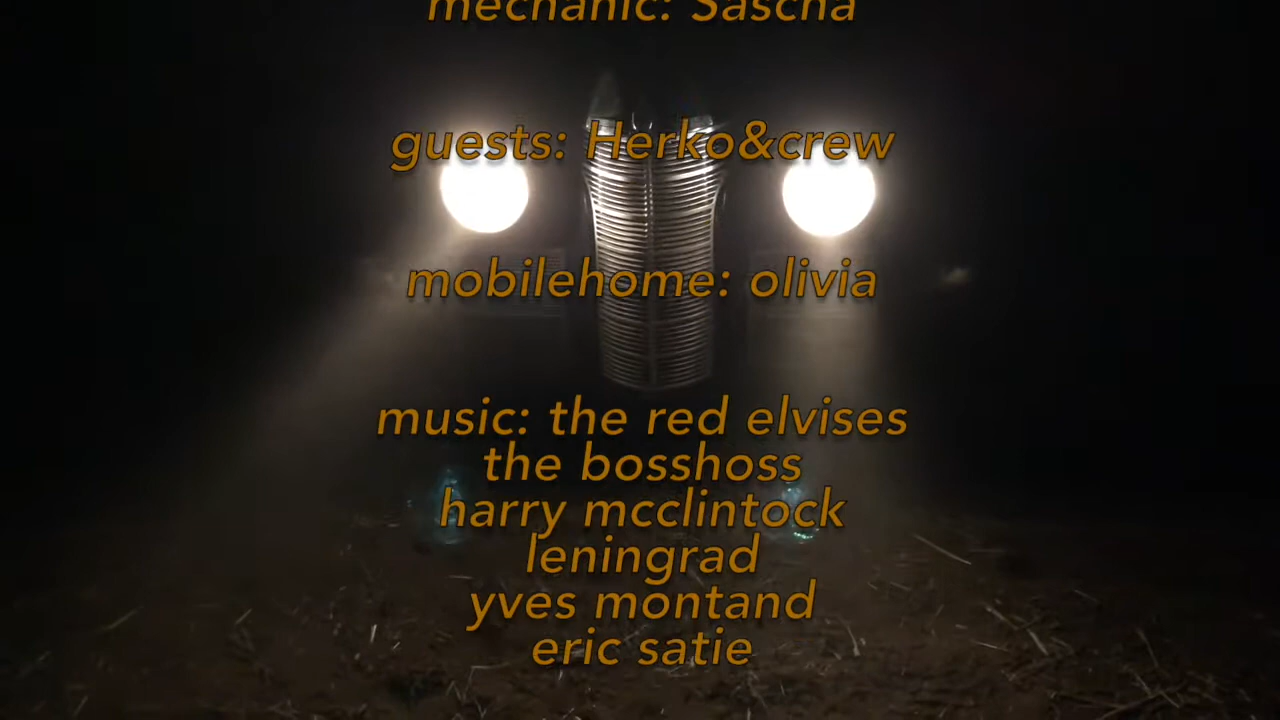 mechanic: Sascha
guests: Herko&crew
mobilehome: olivia
music: the red elvises
the bosshoss
harry mcclintock
leningrad
yves montand
eric satie